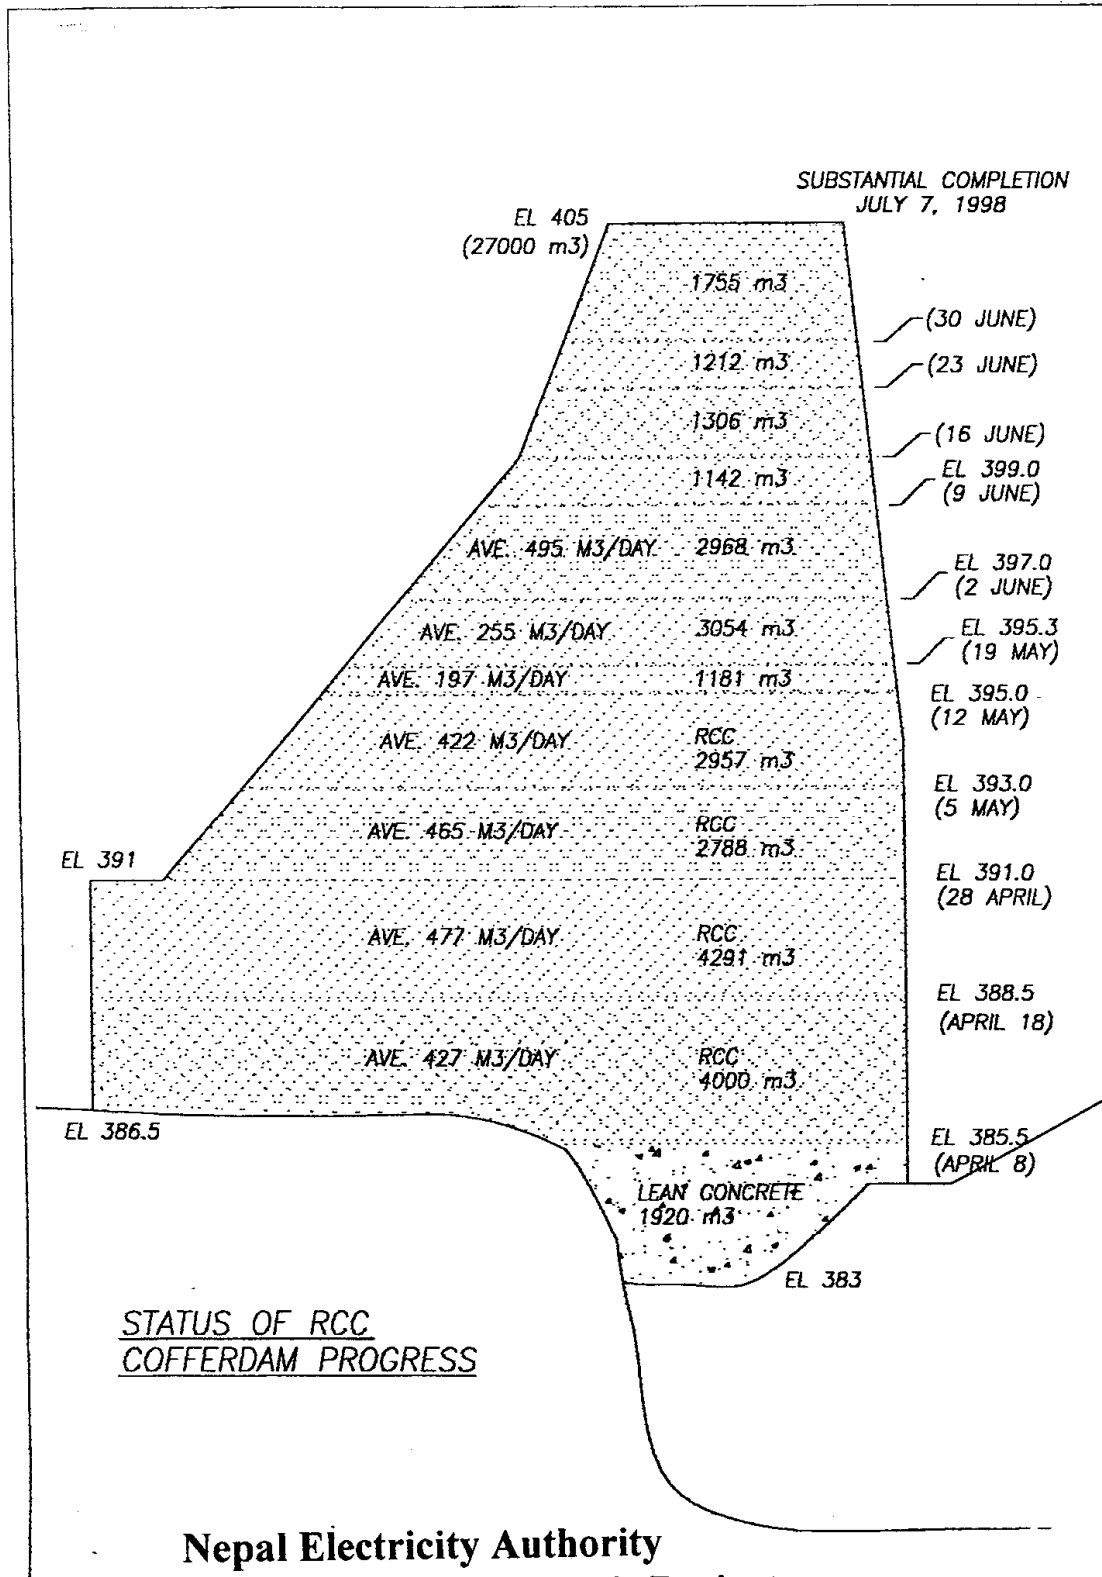 SUBSTANTIAL COMPLETION
JULY 7, 1998
EL 405
(27000 m3)
1755 m3
(30 JUNE)
1212 m3
(23 JUNE)
1306 m3
(16 JUNE)
1142 m3
EL 399.0
(9 JUNE)
AVE. 495 M3/DAY 2968 m3
EL 397.0
(2 JUNE)
AVE. 255 M3/DAY 3054 m3
EL 395.3
(19 MAY)
AVE. 197 M3/DAY 1181 m3
EL 395.0
(12 MAY)
AVE. 422 M3/DAY RCC
2957 m3
EL 393.0
(5 MAY)
AVE. 465 M3/DAY RCC
2788 m3
EL 391
EL 391.0
(28 APRIL)
AVE. 477 M3/DAY RCC
4291 m3
EL 388.5
(APRIL 18)
AVE. 427 M3/DAY RCC
4000 m3
EL 386.5
EL 385.5
(APRIL 8)
LEAN CONCRETE
1920 m3
EL 383
STATUS OF RCC
COFFERDAM PROGRESS
Nepal Electricity Authority